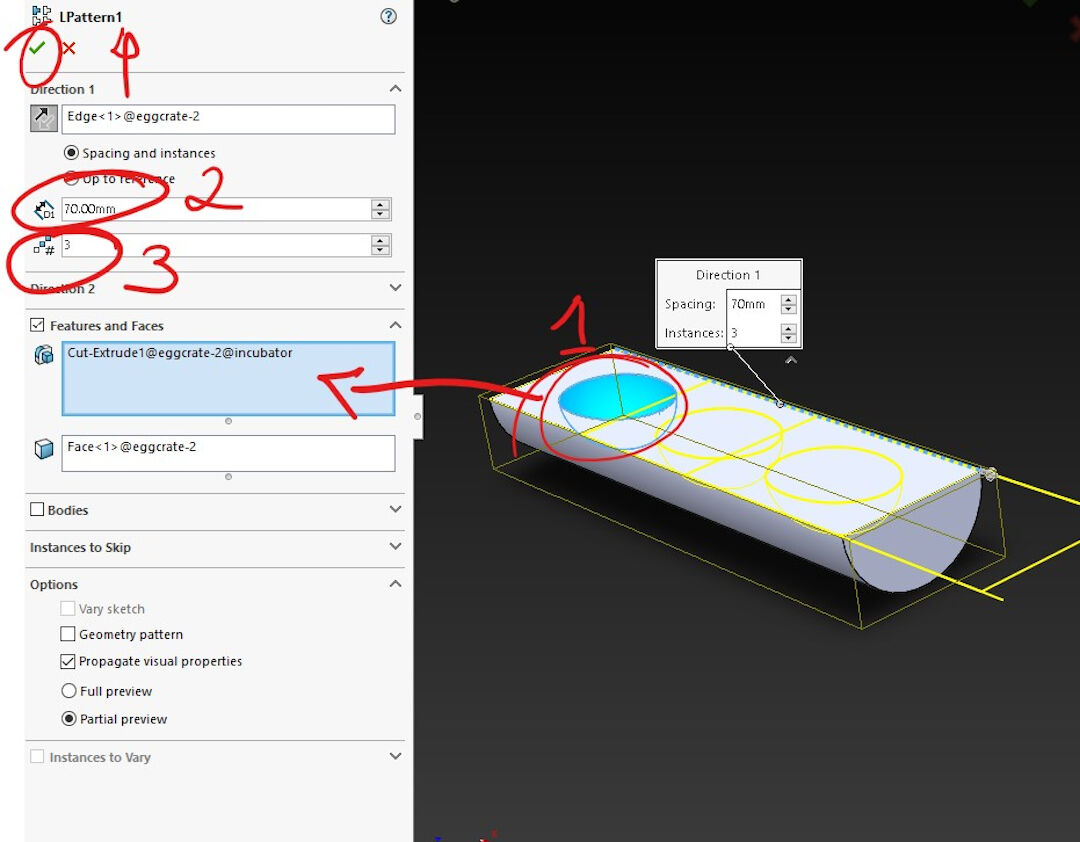 LPattern1
4
Direction 1
Edge<1>@eggcrate-2
Spacing and instances
Up to reference
2
D1
70.00mm
#
3
3
Direction 2
Features and Faces
Cut-Extrude1@eggcrate-2@incubator
Face<1>@eggcrate-2
Bodies
Instances to Skip
Options
Vary sketch
Geometry pattern
Propagate visual properties
Full preview
Partial preview
Instances to Vary
Direction 1
Spacing: 70mm
Instances: 3
1
x